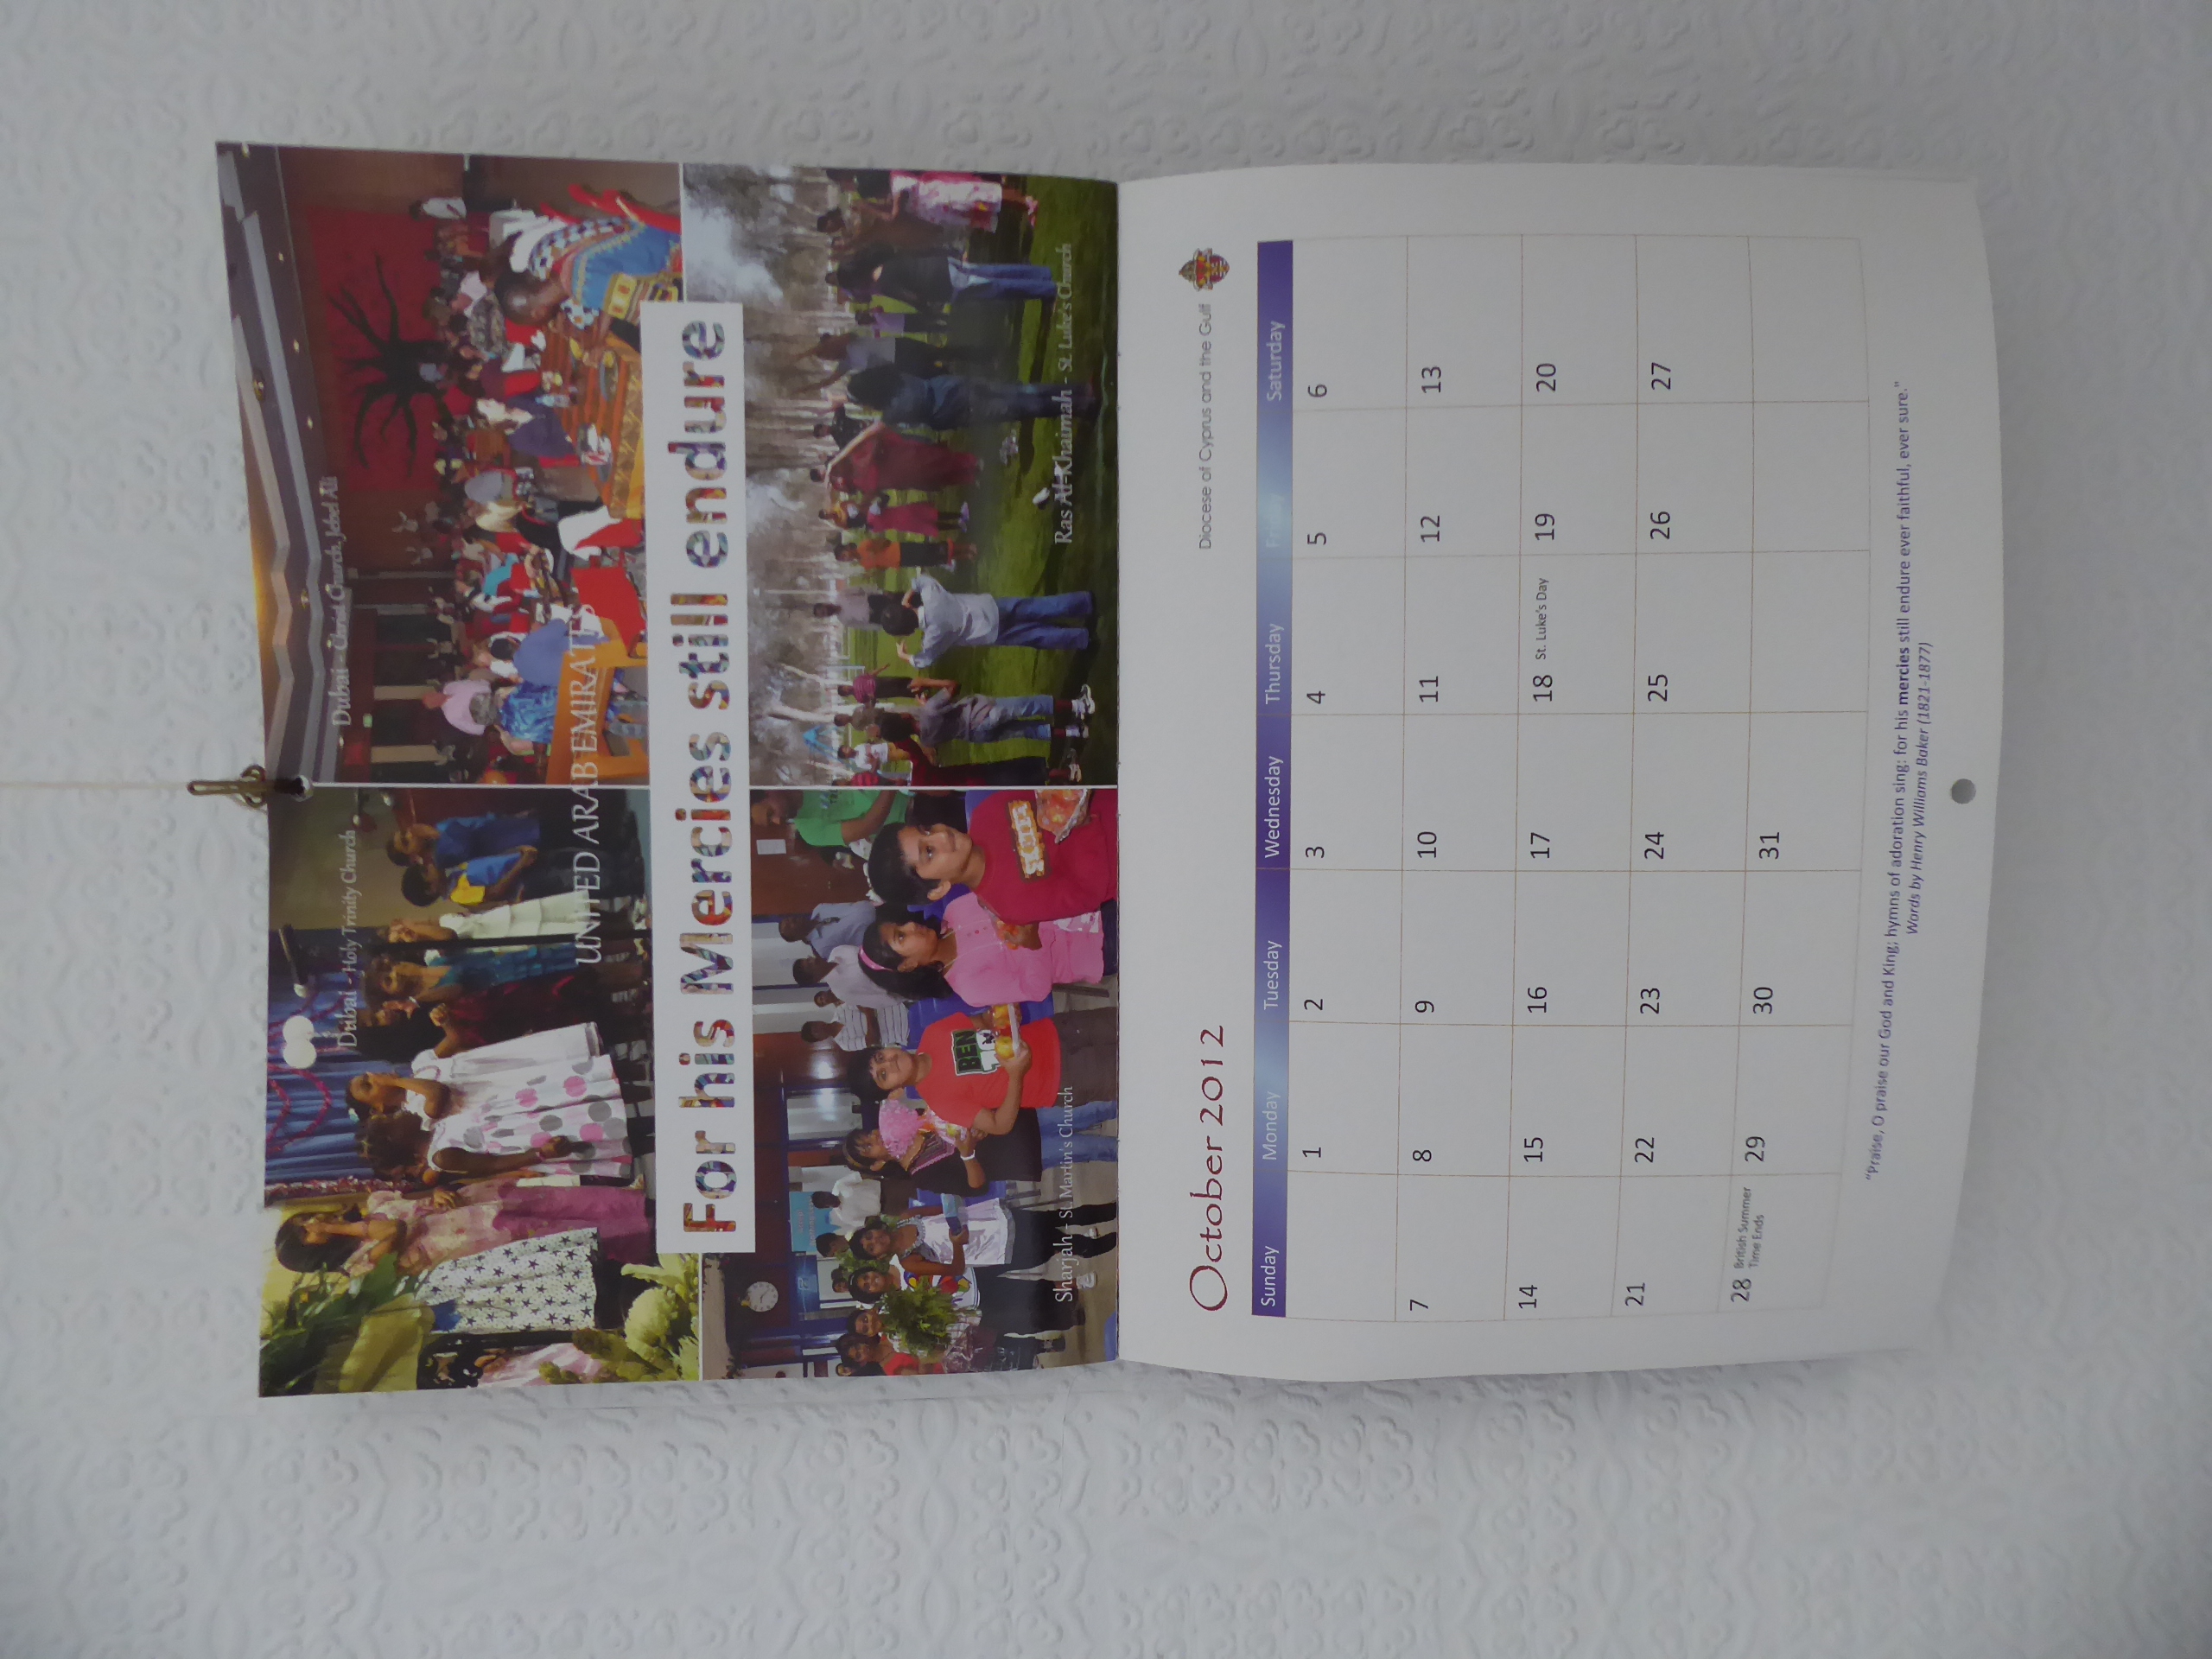 Dubai - Holy Trinity Church
Dubai - Christ Church, Jebel Ali
UNITED ARAB EMIRATES
For his Mercies still endure
BEN
Sharjah - St. Martin's Church
Ras Al-Khaimah - St. Luke's Church
October 2012
Diocese of Cyprus and the Gulf
Sunday Monday Tuesday Wednesday Thursday Friday Saturday
1 2 3 4 5 6
7 8 9 10 11 12 13
14 15 16 17 18 St. Luke's Day 19 20
21 22 23 24 25 26 27
28 British Summer
Time Ends
29 30 31
"Praise, O praise our God and King; hymns of adoration sing: for his mercies still endure ever faithful, ever sure."
Words by Henry Williams Baker (1821-1877)